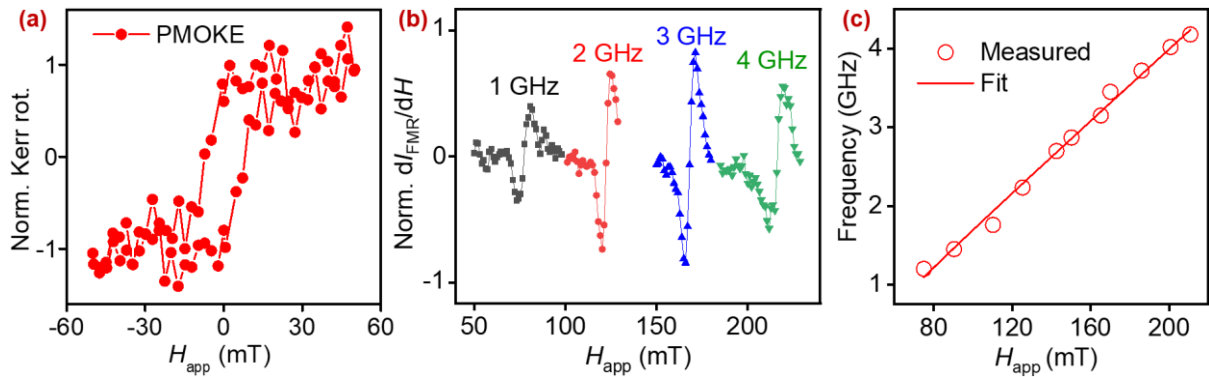 (a)
PMOKE
Norm. Kerr rot.
1
0
-1
-60
-30
0
30
60
H_app (mT)
(b)
1 GHz
2 GHz
3 GHz
4 GHz
Norm. dI_FMR/dH
1
0
-1
50
100
150
200
H_app (mT)
(c)
Measured
Fit
Frequency (GHz)
4
3
2
1
80
120
160
200
H_app (mT)